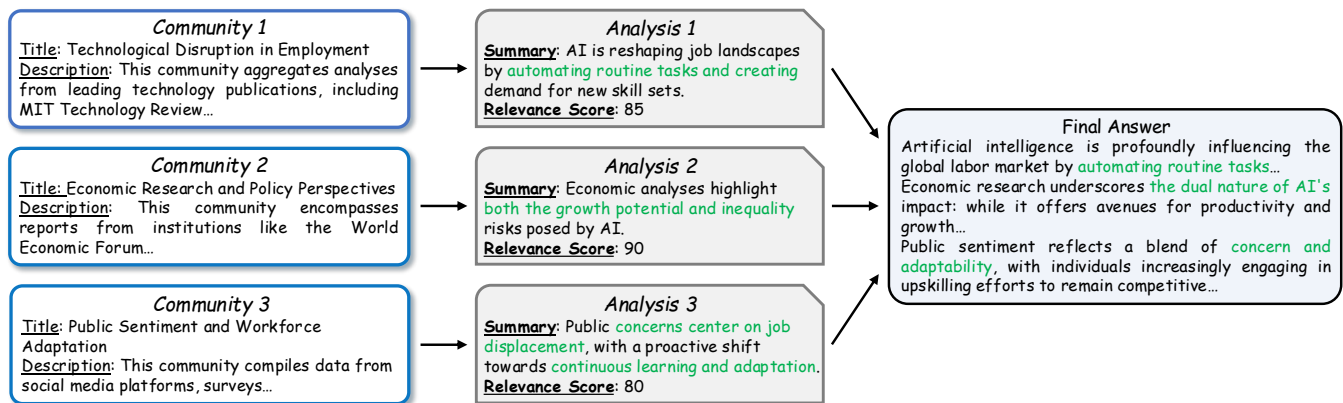 Community 1
Title: Technological Disruption in Employment
Description: This community aggregates analyses
from leading technology publications, including
MIT Technology Review…
Analysis 1
Summary: AI is reshaping job landscapes
by automating routine tasks and creating
demand for new skill sets.
Relevance Score: 85
Community 2
Title: Economic Research and Policy Perspectives
Description: This community encompasses
reports from institutions like the World
Economic Forum…
Analysis 2
Summary: Economic analyses highlight
both the growth potential and inequality
risks posed by AI.
Relevance Score: 90
Community 3
Title: Public Sentiment and Workforce
Adaptation
Description: This community compiles data from
social media platforms, surveys…
Analysis 3
Summary: Public concerns center on job
displacement, with a proactive shift
towards continuous learning and adaptation.
Relevance Score: 80
Final Answer
Artificial intelligence is profoundly influencing the
global labor market by automating routine tasks…
Economic research underscores the dual nature of AI's
impact: while it offers avenues for productivity and
growth…
Public sentiment reflects a blend of concern and
adaptability, with individuals increasingly engaging in
upskilling efforts to remain competitive…